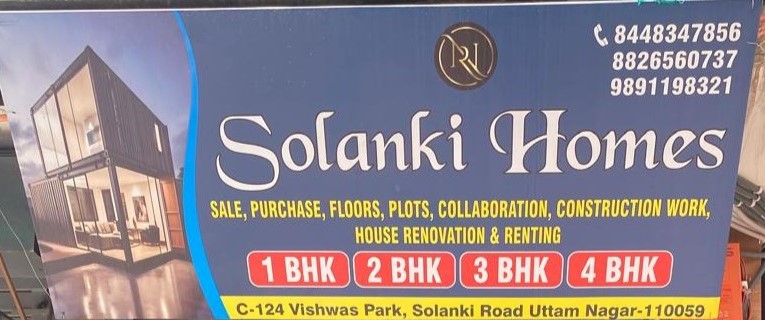 RN
8448347856
8826560737
9891198321
Solanki Homes
SALE, PURCHASE, FLOORS, PLOTS, COLLABORATION, CONSTRUCTION WORK,
HOUSE RENOVATION & RENTING
1 BHK 2 BHK 3 BHK 4 BHK
C-124 Vishwas Park, Solanki Road Uttam Nagar-110059